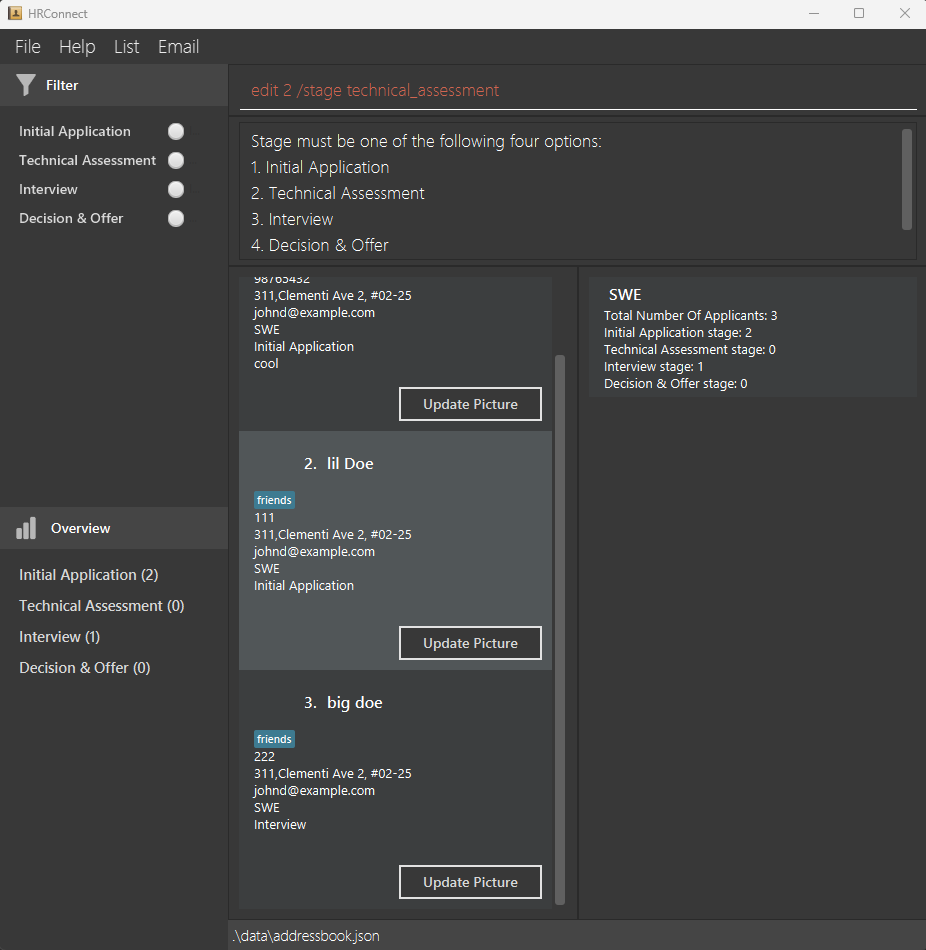 HRConnect
File Help List Email
Filter
Initial Application
Technical Assessment
Interview
Decision & Offer
edit 2 /stage technical_assessment
Stage must be one of the following four options:
1. Initial Application
2. Technical Assessment
3. Interview
4. Decision & Offer
98765432
311,Clementi Ave 2, #02-25
johnd@example.com
SWE
Initial Application
cool
Update Picture
2. lil Doe
friends
111
311,Clementi Ave 2, #02-25
johnd@example.com
SWE
Initial Application
Update Picture
3. big doe
friends
222
311,Clementi Ave 2, #02-25
johnd@example.com
SWE
Interview
Update Picture
SWE
Total Number Of Applicants: 3
Initial Application stage: 2
Technical Assessment stage: 0
Interview stage: 1
Decision & Offer stage: 0
Overview
Initial Application (2)
Technical Assessment (0)
Interview (1)
Decision & Offer (0)
.\data\addressbook.json